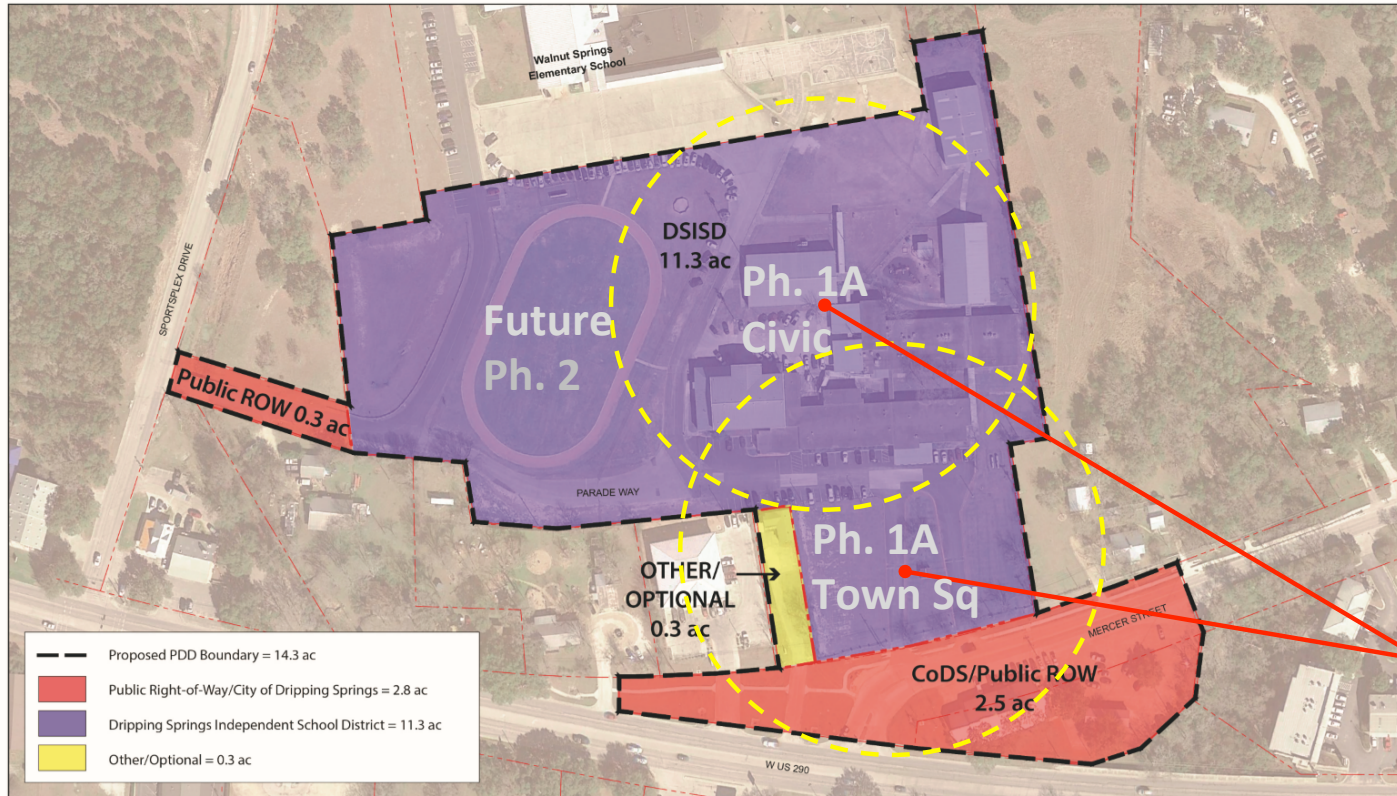 Walnut Springs
Elementary School
DSISD
11.3 ac
Ph. 1A
Civic
Future
Ph. 2
SPORTSPLEX DRIVE
Public ROW 0.3 ac
PARADE WAY
OTHER/
OPTIONAL
0.3 ac
Ph. 1A
Town Sq
MERCER STREET
CoDS/Public ROW
2.5 ac
W US 290
Proposed PDD Boundary = 14.3 ac
Public Right-of-Way/City of Dripping Springs = 2.8 ac
Dripping Springs Independent School District = 11.3 ac
Other/Optional = 0.3 ac